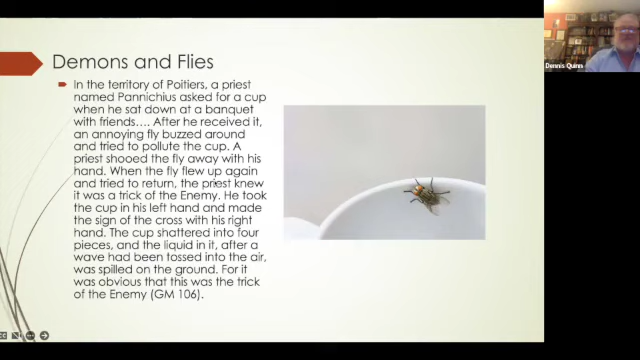 Demons and Flies
In the territory of Poitiers, a priest
named Pannichius asked for a cup
when he sat down at a banquet
with friends…. After he received it,
an annoying fly buzzed around
and tried to pollute the cup. A
priest shooed the fly away with his
hand. When the fly flew up again
and tried to return, the priest knew
it was a trick of the Enemy. He took
the cup in his left hand and made
the sign of the cross with his right
hand. The cup shattered into four
pieces, and the liquid in it, after a
wave had been tossed into the air,
was spilled on the ground. For it
was obvious that this was the trick
of the Enemy (GM 106).
Dennis Quinn